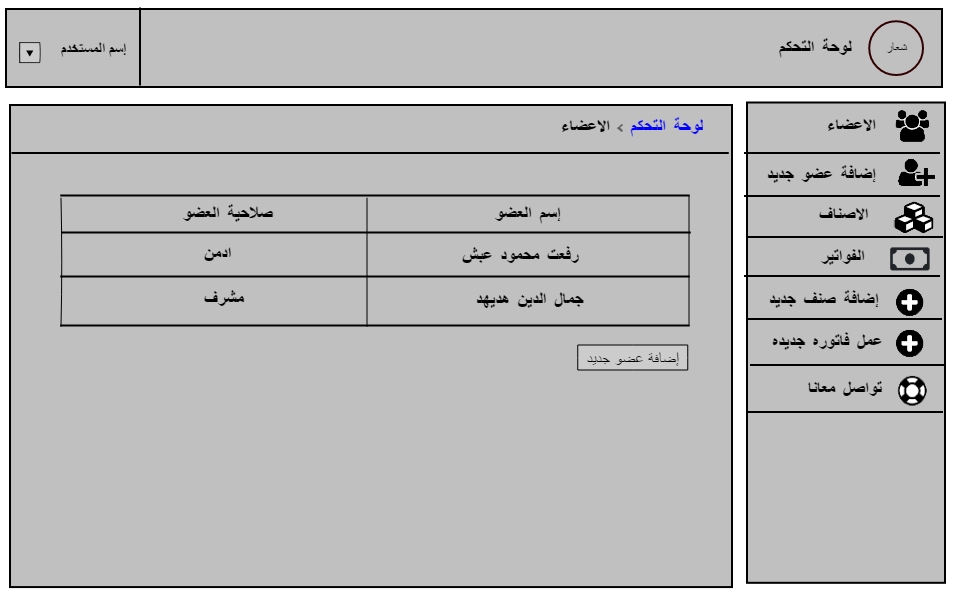 شعار
لوحة التحكم
إسم المستخدم
الاعضاء
إضافة عضو جديد
الاصناف
الفواتير
إضافة صنف جديد
عمل فاتوره جديده
تواصل معانا
لوحة التحكم > الاعضاء
إسم العضو صلاحية العضو
رفعت محمود عبش ادمن
جمال الدين هديهد مشرف
إضافة عضو جديد